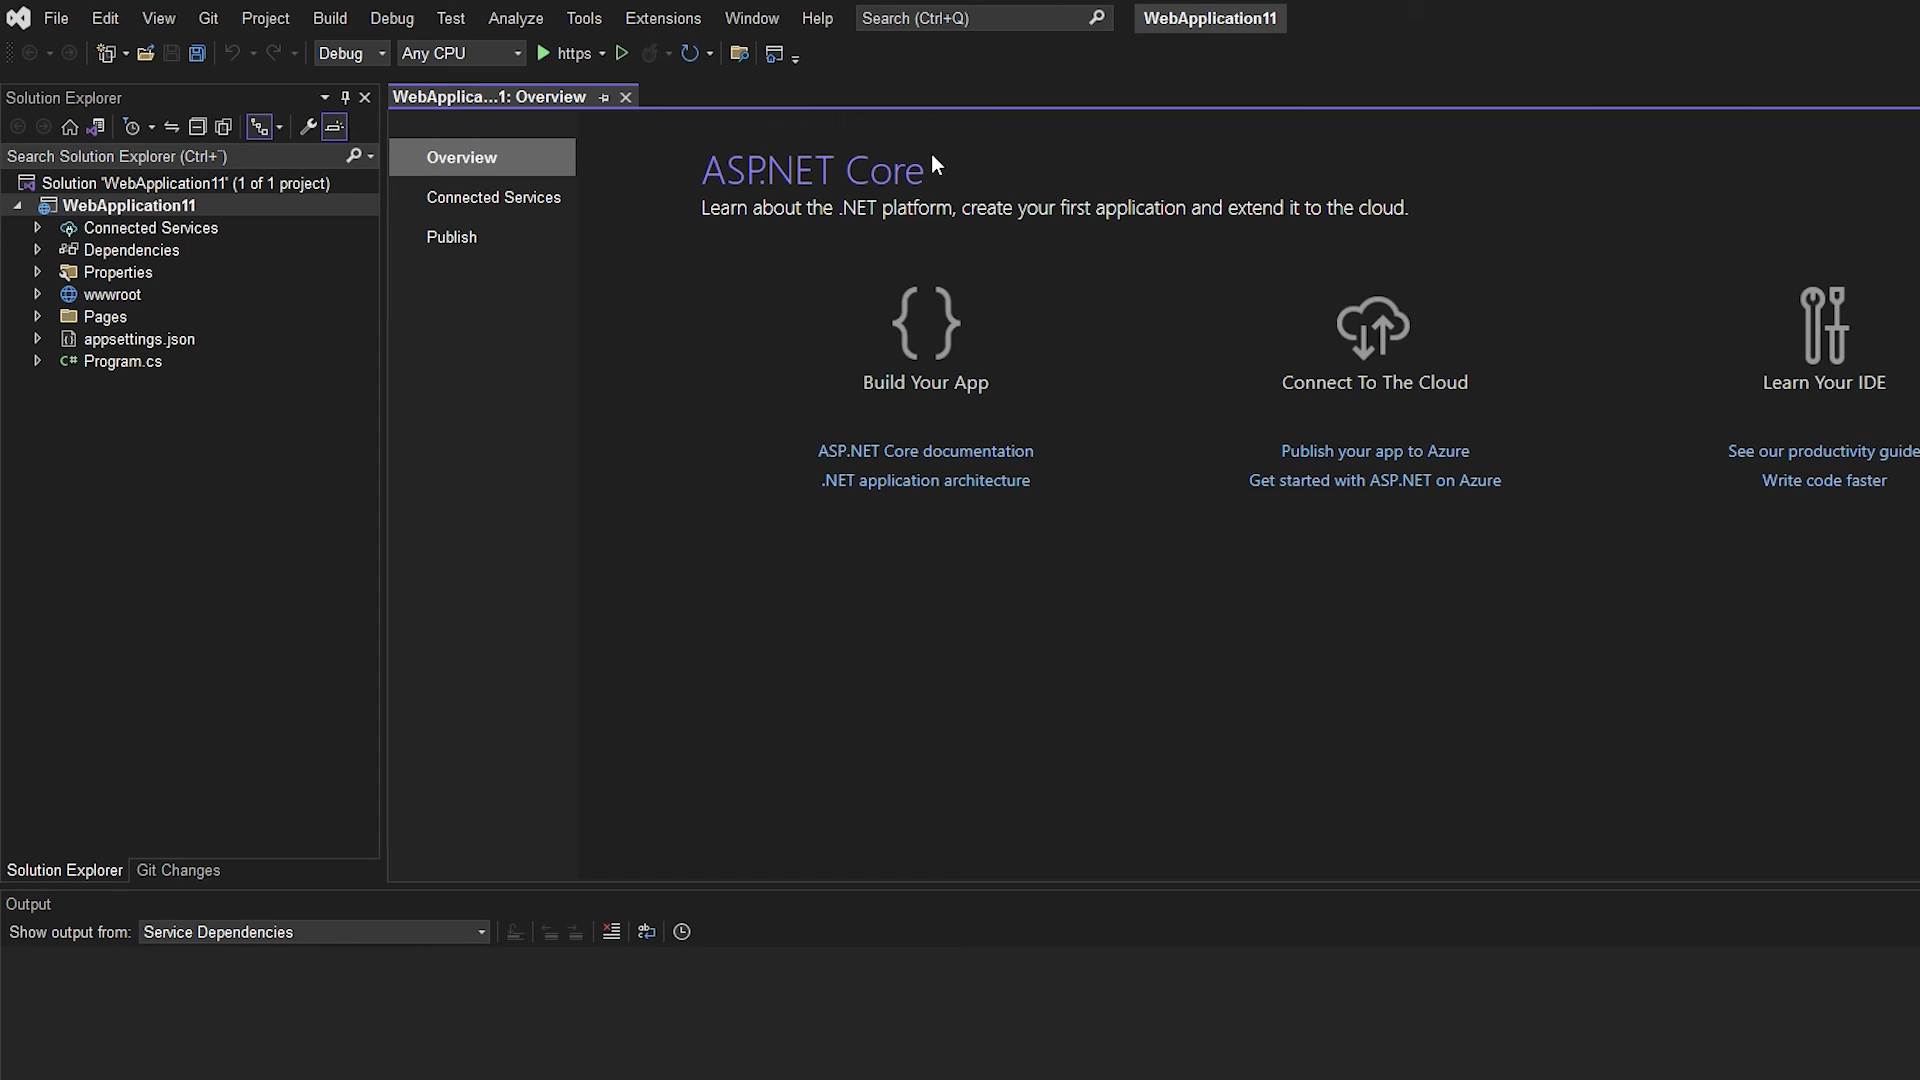 File Edit View Git Project Build Debug Test Analyze Tools Extensions Window Help Search (Ctrl+Q) WebApplication11
Debug Any CPU https
Solution Explorer
WebApplica...1: Overview
Search Solution Explorer (Ctrl+¨)
Solution 'WebApplication11' (1 of 1 project)
WebApplication11
Connected Services
Dependencies
Properties
wwwroot
Pages
appsettings.json
C# Program.cs
Overview
Connected Services
Publish
ASP.NET Core
Learn about the .NET platform, create your first application and extend it to the cloud.
Build Your App
ASP.NET Core documentation
.NET application architecture
Connect To The Cloud
Publish your app to Azure
Get started with ASP.NET on Azure
Learn Your IDE
See our productivity guide
Write code faster
Solution Explorer Git Changes
Output
Show output from: Service Dependencies